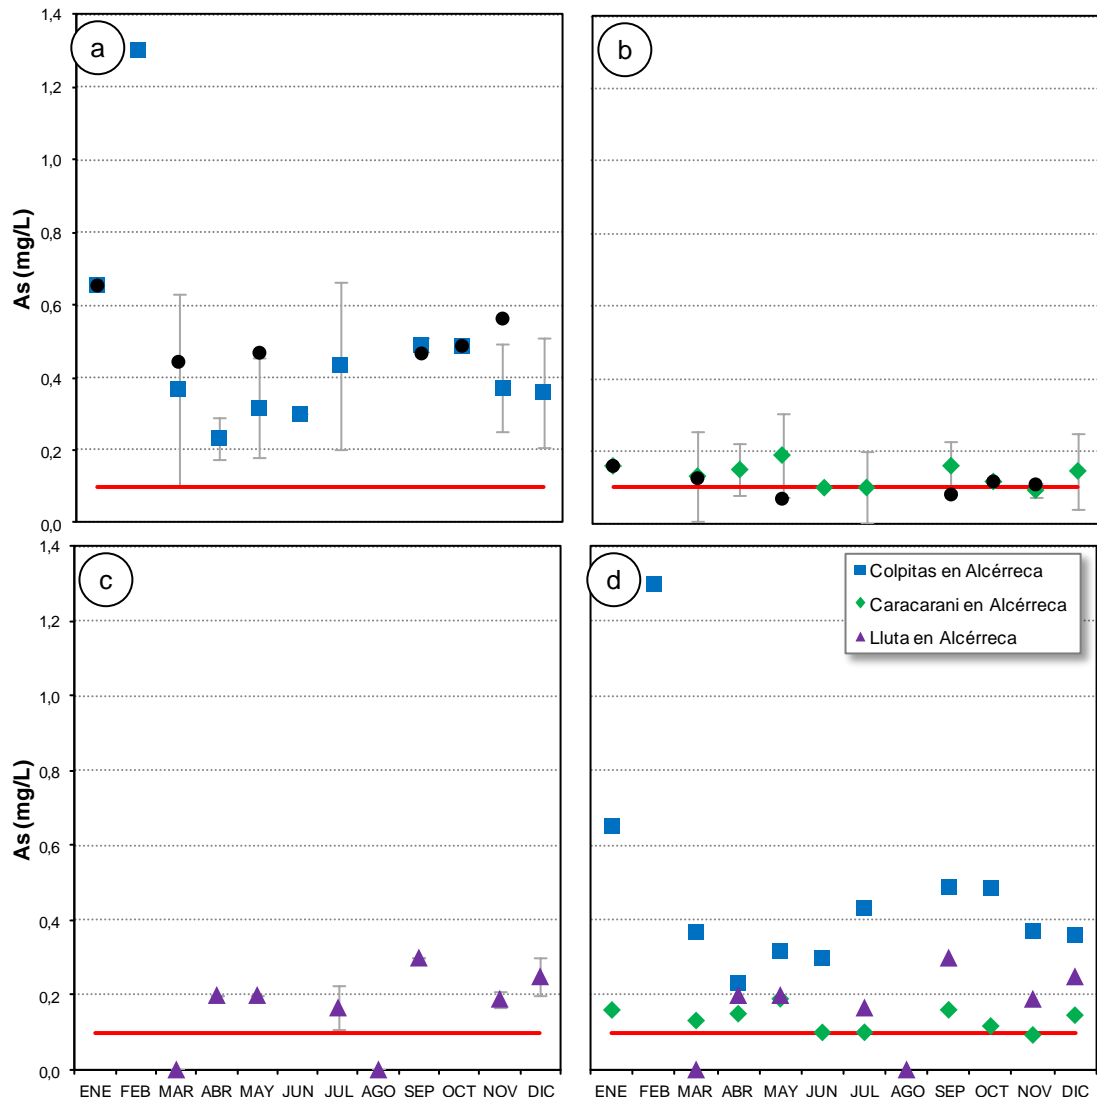 a
b
1,4
1,2
1,0
0,8
0,6
0,4
0,2
0,0
As (mg/L)
c
d
Colpitas en Alcérreca
Caracarani en Alcérreca
Lluta en Alcérreca
1,4
1,2
1,0
0,8
0,6
0,4
0,2
0,0
As (mg/L)
ENE FEB MAR ABR MAY JUN JUL AGO SEP OCT NOV DIC
ENE FEB MAR ABR MAY JUN JUL AGO SEP OCT NOV DIC